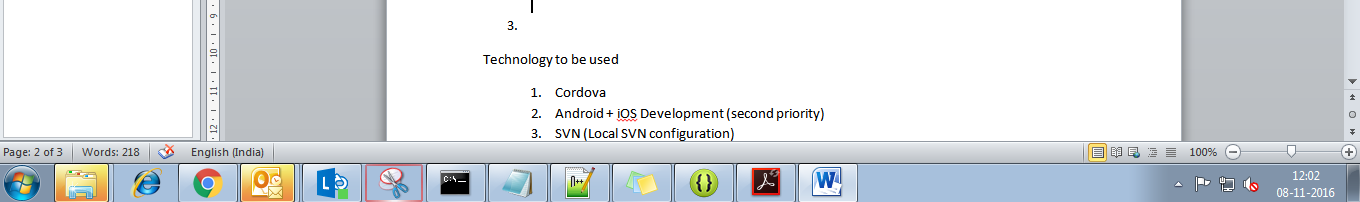 3.
Technology to be used
1. Cordova
2. Android + iOS Development (second priority)
3. SVN (Local SVN configuration)
Page: 2 of 3 Words: 218 English (India) 100%
12:02
08-11-2016